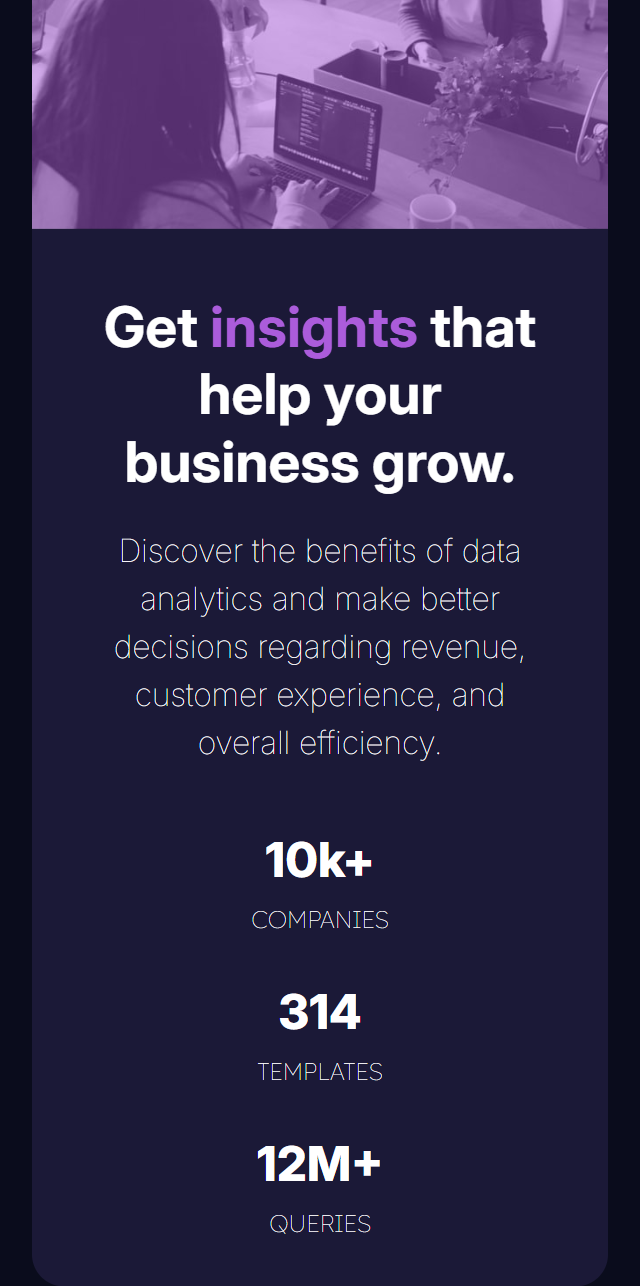 Get insights that
help your
business grow.
Discover the benefits of data
analytics and make better
decisions regarding revenue,
customer experience, and
overall efficiency.
10k+
COMPANIES
314
TEMPLATES
12M+
QUERIES